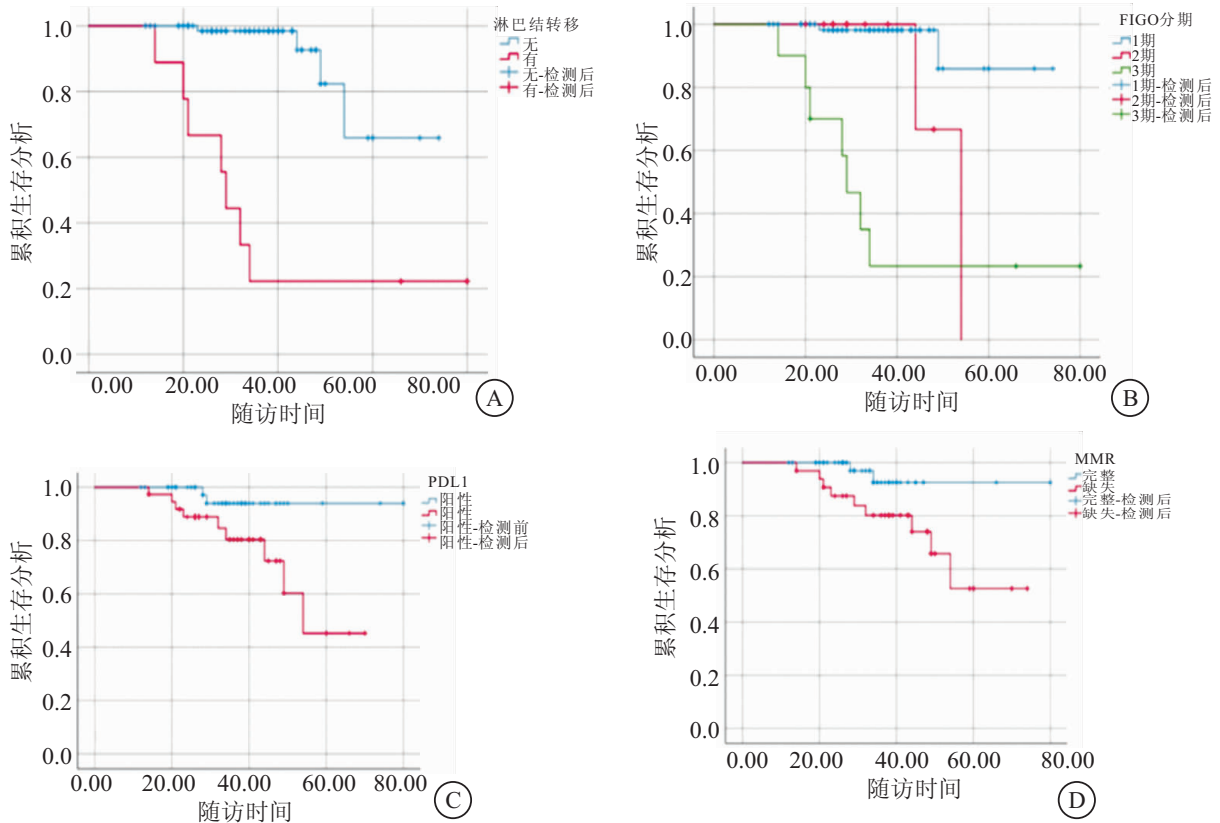 淋巴结转移
无
有
无-检测后
有-检测后
1.0
0.8
0.6
0.4
0.2
0.0
累积生存分析
0.00 20.00 40.00 60.00 80.00
随访时间
A
FIGO分期
1期
2期
3期
1期-检测后
2期-检测后
3期-检测后
1.0
0.8
0.6
0.4
0.2
0.0
累积生存分析
0.00 20.00 40.00 60.00 80.00
随访时间
B
PDL1
阳性
阳性
阳性-检测前
阳性-检测后
1.0
0.8
0.6
0.4
0.2
0.0
累积生存分析
0.00 20.00 40.00 60.00 80.00
随访时间
C
MMR
完整
缺失
完整-检测后
缺失-检测后
1.0
0.8
0.6
0.4
0.2
0.0
累积生存分析
0.00 20.00 40.00 60.00 80.00
随访时间
D